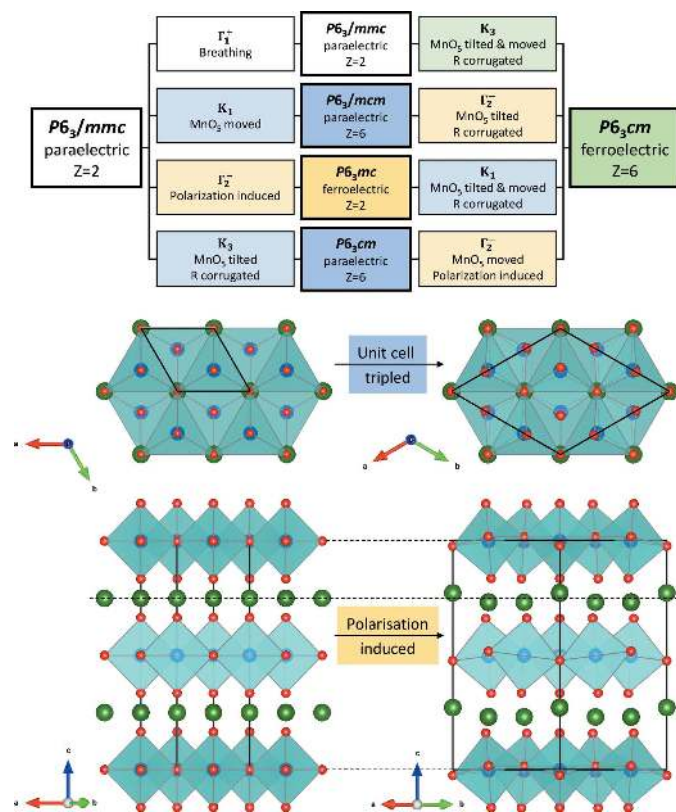 P6₃/mmc
paraelectric
Z=2
Γ₁⁺
Breathing
P6₃/mmc
paraelectric
Z=2
K₃
MnO₅ tilted & moved
R corrugated
K₁
MnO₅ moved
P6₃/mcm
paraelectric
Z=6
Γ₂⁻
MnO₅ tilted
R corrugated
Γ₂⁻
Polarization induced
P6₃mc
ferroelectric
Z=2
K₁
MnO₅ tilted & moved
R corrugated
K₃
MnO₅ tilted
R corrugated
P6₃cm
paraelectric
Z=6
Γ₂⁻
MnO₅ moved
Polarization induced
P6₃cm
ferroelectric
Z=6
Unit cell
tripled
a
b
a
b
Polarisation
induced
c
a
b
c
a
b